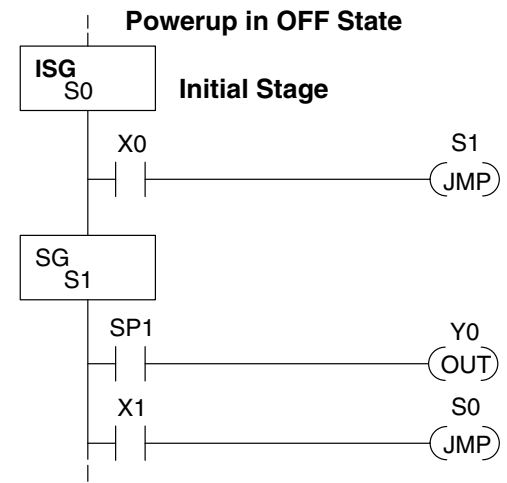 Powerup in OFF State
ISG
S0
Initial Stage
X0
S1
JMP
SG
S1
SP1
Y0
OUT
X1
S0
JMP